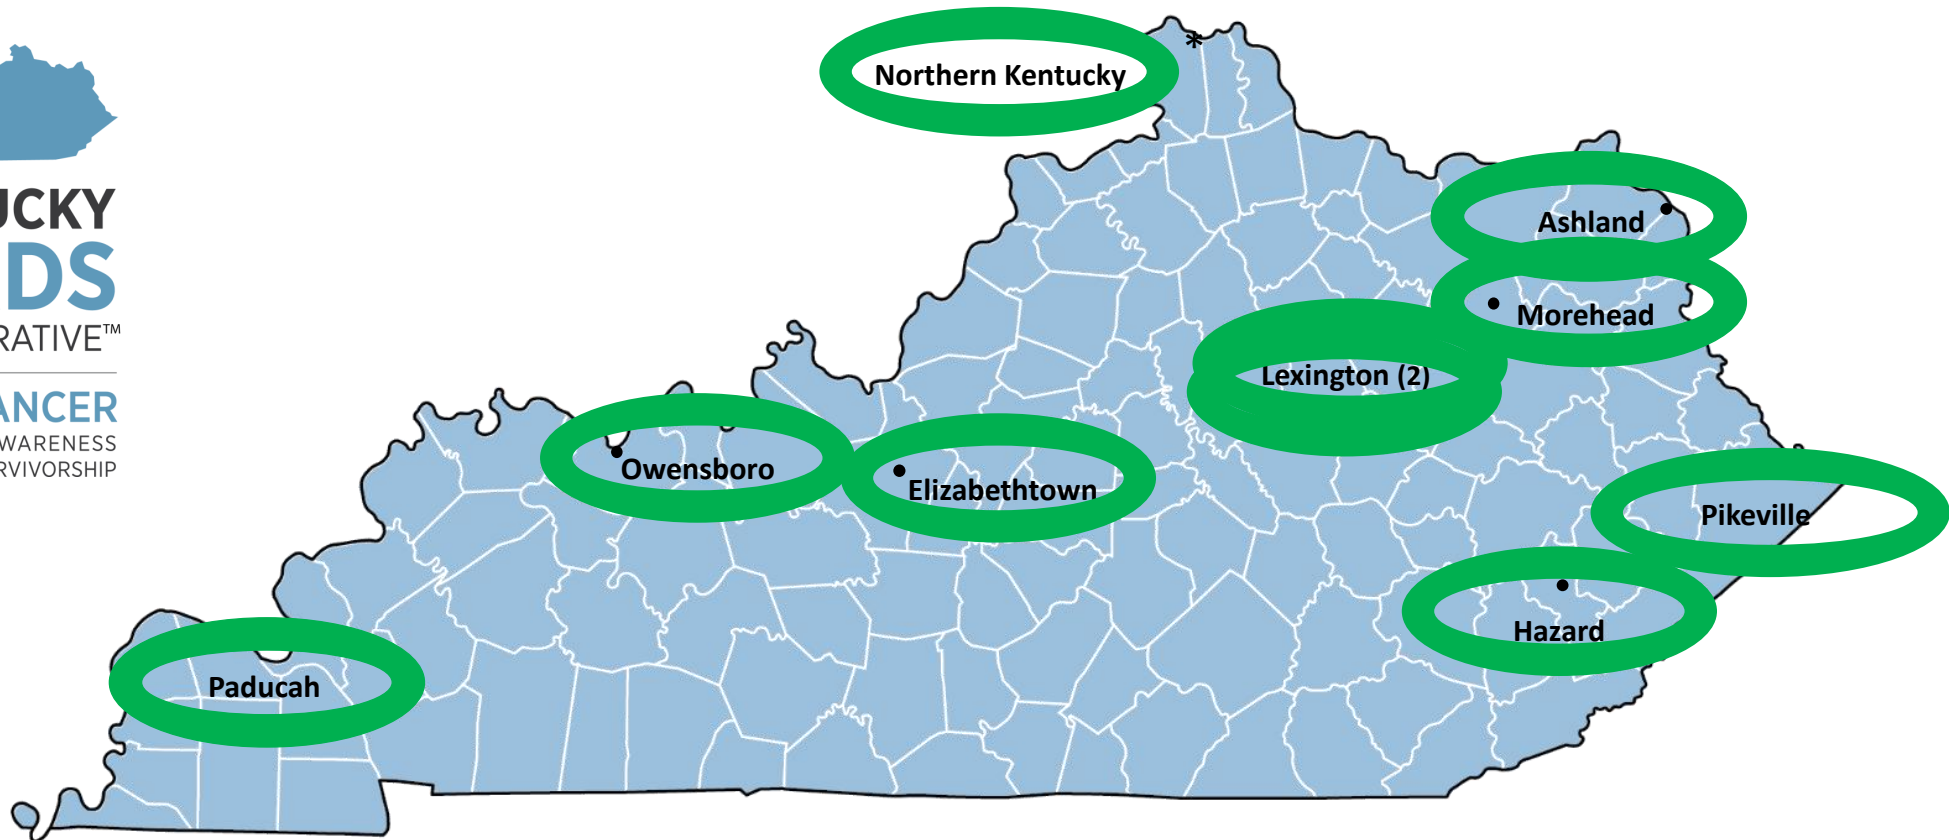 UCKY
DS
RATIVE™
ANCER
WARENESS
RVIVORSHIP
*
Northern Kentucky
Ashland
Morehead
Lexington (2)
Owensboro
Elizabethtown
Pikeville
Hazard
Paducah